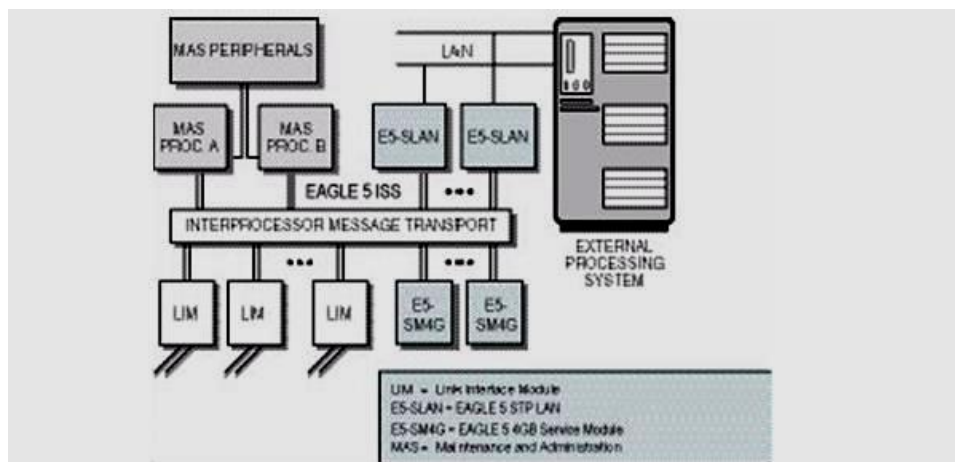 MAS PERIPHERALS
LAN
MAS
PROC. A
MAS
PROC. B
E5-SLAN
E5-SLAN
EAGLE 5 ISS
INTERPROCESSOR MESSAGE TRANSPORT
EXTERNAL
PROCESSING
SYSTEM
LIM
LIM
LIM
E5-
SM4G
E5-
SM4G
LIM = Link Interface Module
E5-SLAN = EAGLE 5 STP LAN
E5-SM4G = EAGLE 5 4GB Service Module
MAS = Maintenance and Administration